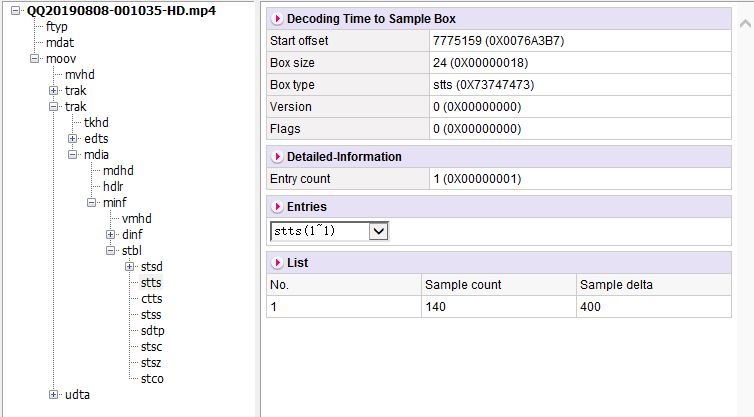 QQ20190808-001035-HD.mp4
ftyp
mdat
moov
mvhd
trak
trak
tkhd
edts
mdia
mdhd
hdlr
minf
vmhd
dinf
stbl
stsd
stts
ctts
stss
sdtp
stsc
stsz
stco
udta
Decoding Time to Sample Box
Start offset 7775159 (0X0076A3B7)
Box size 24 (0X00000018)
Box type stts (0X73747473)
Version 0 (0X00000000)
Flags 0 (0X00000000)
Detailed-Information
Entry count 1 (0X00000001)
Entries
stts(1~1)
List
No. Sample count Sample delta
1 140 400